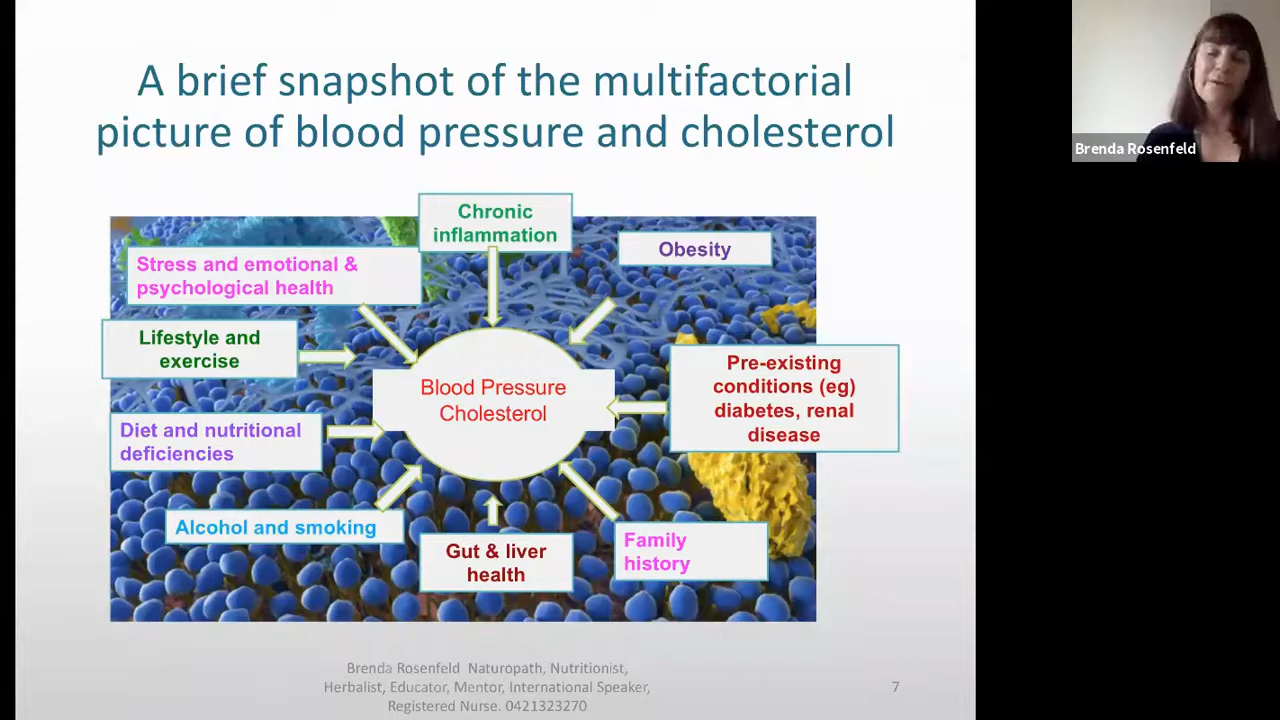 A brief snapshot of the multifactorial
picture of blood pressure and cholesterol
Brenda Rosenfeld
Chronic
inflammation
Obesity
Stress and emotional &
psychological health
Lifestyle and
exercise
Pre-existing
conditions (eg)
diabetes, renal
disease
Blood Pressure
Cholesterol
Diet and nutritional
deficiencies
Alcohol and smoking
Gut & liver
health
Family
history
Brenda Rosenfeld Naturopath, Nutritionist,
Herbalist, Educator, Mentor, International Speaker,
Registered Nurse. 0421323270
7